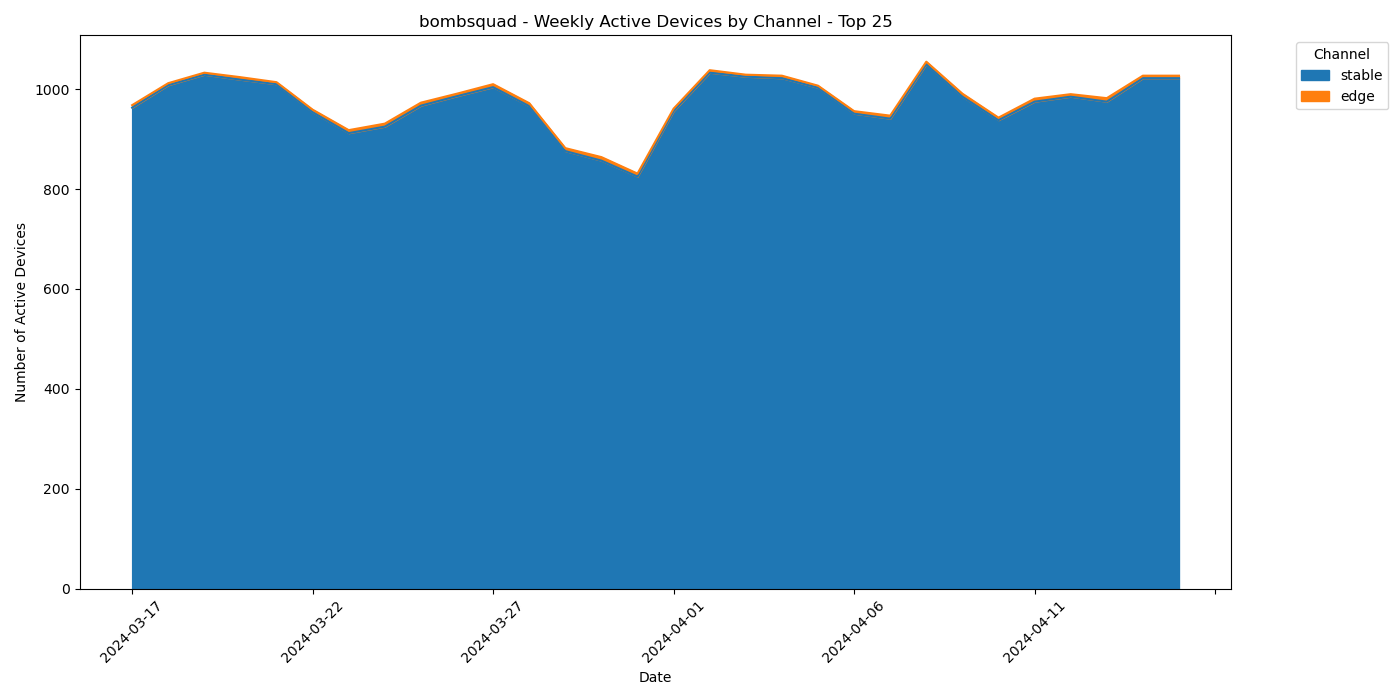 bombsquad - Weekly Active Devices by Channel - Top 25
Channel
stable
edge
Number of Active Devices
1000
800
600
400
200
0
2024-03-17
2024-03-22
2024-03-27
2024-04-01
2024-04-06
2024-04-11
Date